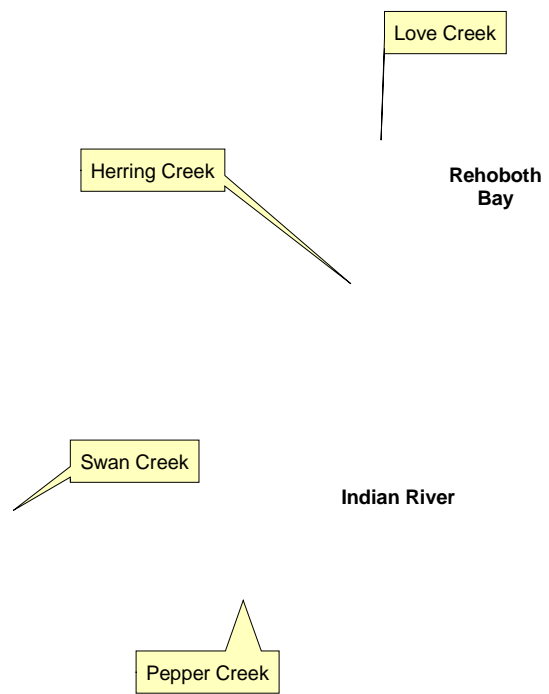 Love Creek
Herring Creek
Rehoboth
Bay
Swan Creek
Indian River
Pepper Creek